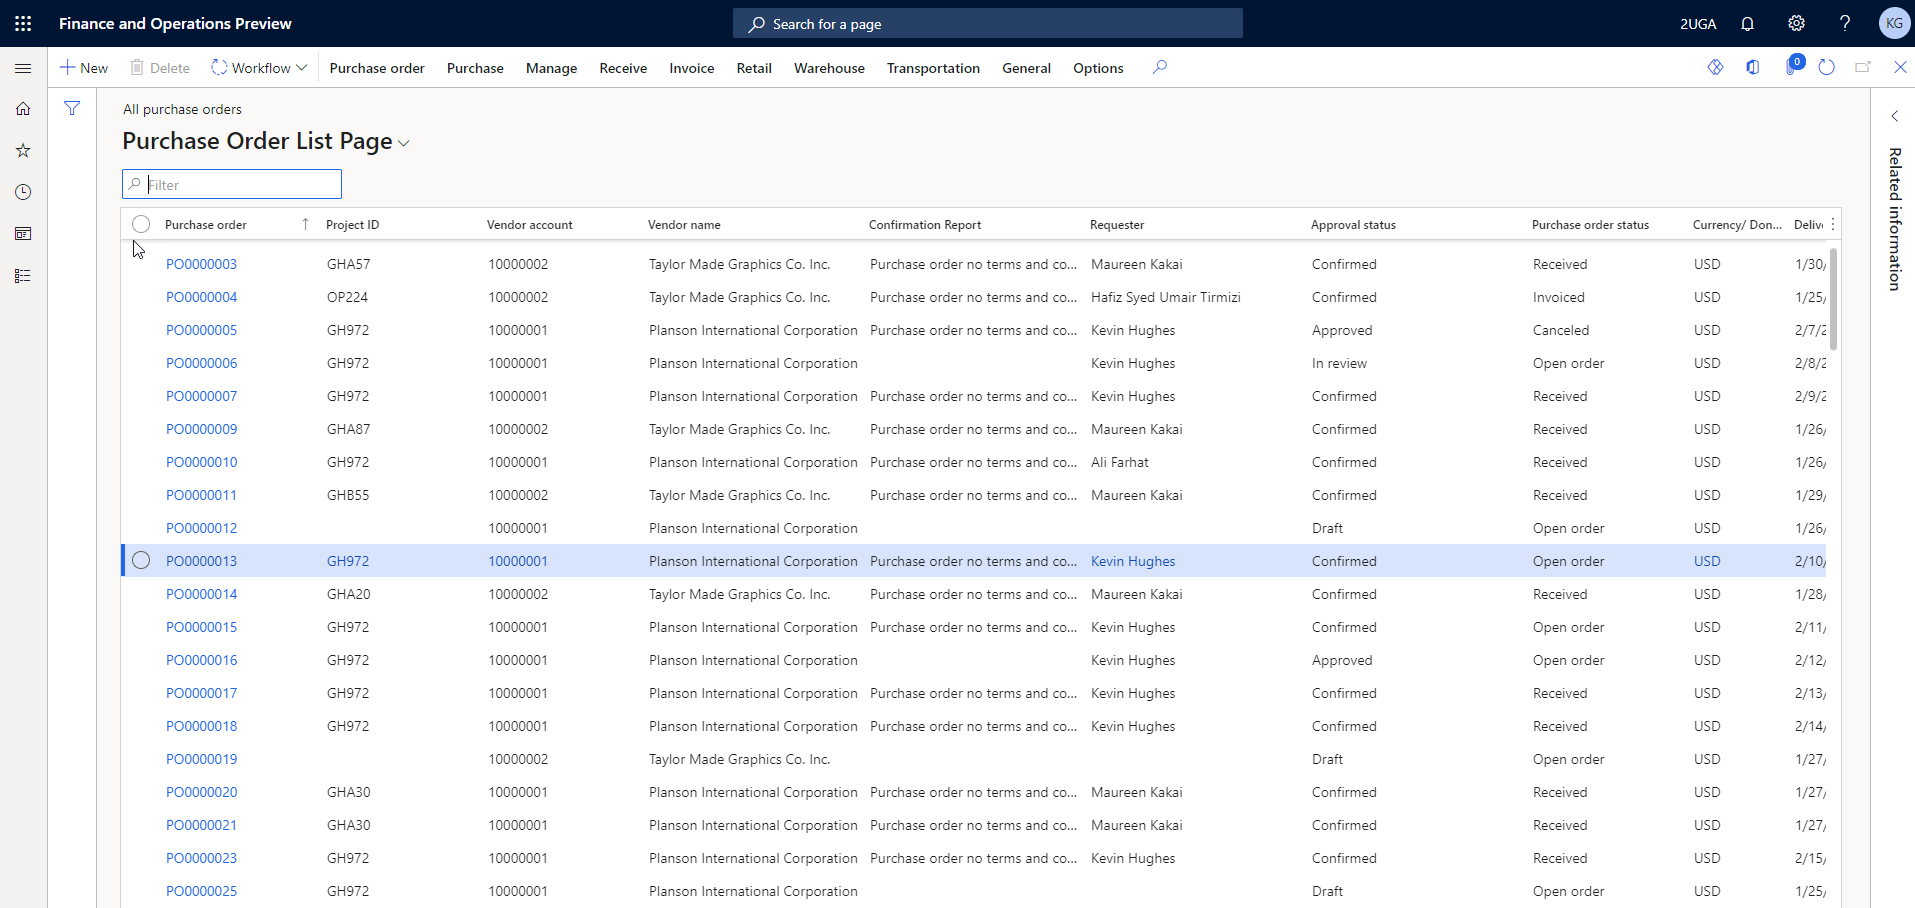 Finance and Operations Preview Search for a page 2UGA KG
New Delete Workflow Purchase order Purchase Manage Receive Invoice Retail Warehouse Transportation General Options 0
All purchase orders
Purchase Order List Page
Filter
Related information
Purchase order Project ID Vendor account Vendor name Confirmation Report Requester Approval status Purchase order status Currency/ Don... Delive
PO0000003 GHA57 10000002 Taylor Made Graphics Co. Inc. Purchase order no terms and co... Maureen Kakai Confirmed Received USD 1/30/
PO0000004 OP224 10000002 Taylor Made Graphics Co. Inc. Purchase order no terms and co... Hafiz Syed Umair Tirmizi Confirmed Invoiced USD 1/25/
PO0000005 GH972 10000001 Planson International Corporation Purchase order no terms and co... Kevin Hughes Approved Canceled USD 2/7/2
PO0000006 GH972 10000001 Planson International Corporation Kevin Hughes In review Open order USD 2/8/2
PO0000007 GH972 10000001 Planson International Corporation Purchase order no terms and co... Kevin Hughes Confirmed Received USD 2/9/2
PO0000009 GHA87 10000002 Taylor Made Graphics Co. Inc. Purchase order no terms and co... Maureen Kakai Confirmed Received USD 1/26/
PO0000010 GH972 10000001 Planson International Corporation Purchase order no terms and co... Ali Farhat Confirmed Received USD 1/26/
PO0000011 GHB55 10000002 Taylor Made Graphics Co. Inc. Purchase order no terms and co... Maureen Kakai Confirmed Received USD 1/29/
PO0000012 10000001 Planson International Corporation Draft Open order USD 1/26/
PO0000013 GH972 10000001 Planson International Corporation Purchase order no terms and co... Kevin Hughes Confirmed Open order USD 2/10/
PO0000014 GHA20 10000002 Taylor Made Graphics Co. Inc. Purchase order no terms and co... Maureen Kakai Confirmed Received USD 1/28/
PO0000015 GH972 10000001 Planson International Corporation Purchase order no terms and co... Kevin Hughes Confirmed Open order USD 2/11/
PO0000016 GH972 10000001 Planson International Corporation Kevin Hughes Approved Open order USD 2/12/
PO0000017 GH972 10000001 Planson International Corporation Purchase order no terms and co... Kevin Hughes Confirmed Received USD 2/13/
PO0000018 GH972 10000001 Planson International Corporation Purchase order no terms and co... Kevin Hughes Confirmed Received USD 2/14/
PO0000019 10000002 Taylor Made Graphics Co. Inc. Draft Open order USD 1/27/
PO0000020 GHA30 10000001 Planson International Corporation Purchase order no terms and co... Maureen Kakai Confirmed Received USD 1/27/
PO0000021 GHA30 10000001 Planson International Corporation Purchase order no terms and co... Maureen Kakai Confirmed Received USD 1/27/
PO0000023 GH972 10000001 Planson International Corporation Purchase order no terms and co... Kevin Hughes Confirmed Received USD 2/15/
PO0000025 GH972 10000001 Planson International Corporation Draft Open order USD 1/25/